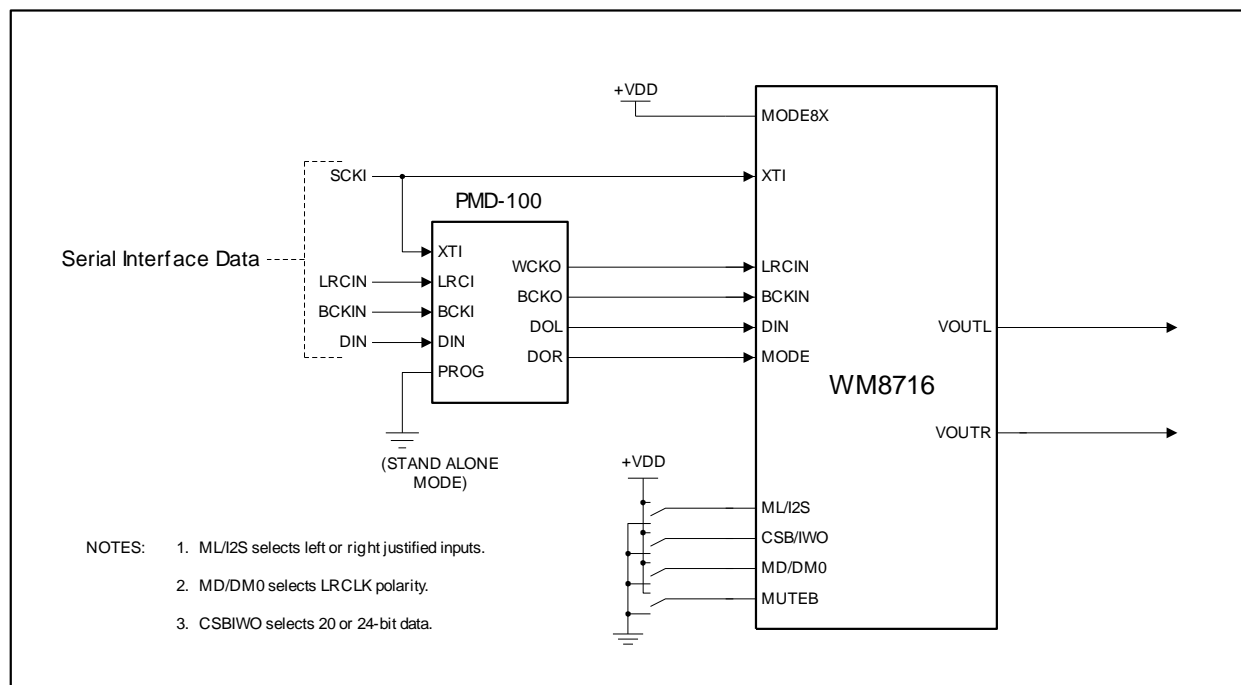 +VDD
MODE8X
SCKI
XTI
PMD-100
XTI
Serial Interface Data
WCKO
LRCIN
LRCIN
LRCI
BCKO
BCKIN
BCKIN
BCKI
DOL
DIN
VOUTL
DIN
DIN
DOR
MODE
PROG
WM8716
VOUTR
(STAND ALONE
MODE)
+VDD
ML/I2S
CSB/IWO
MD/DM0
MUTEB
NOTES: 1. ML/I2S selects left or right justified inputs.
2. MD/DM0 selects LRCLK polarity.
3. CSBIWO selects 20 or 24-bit data.